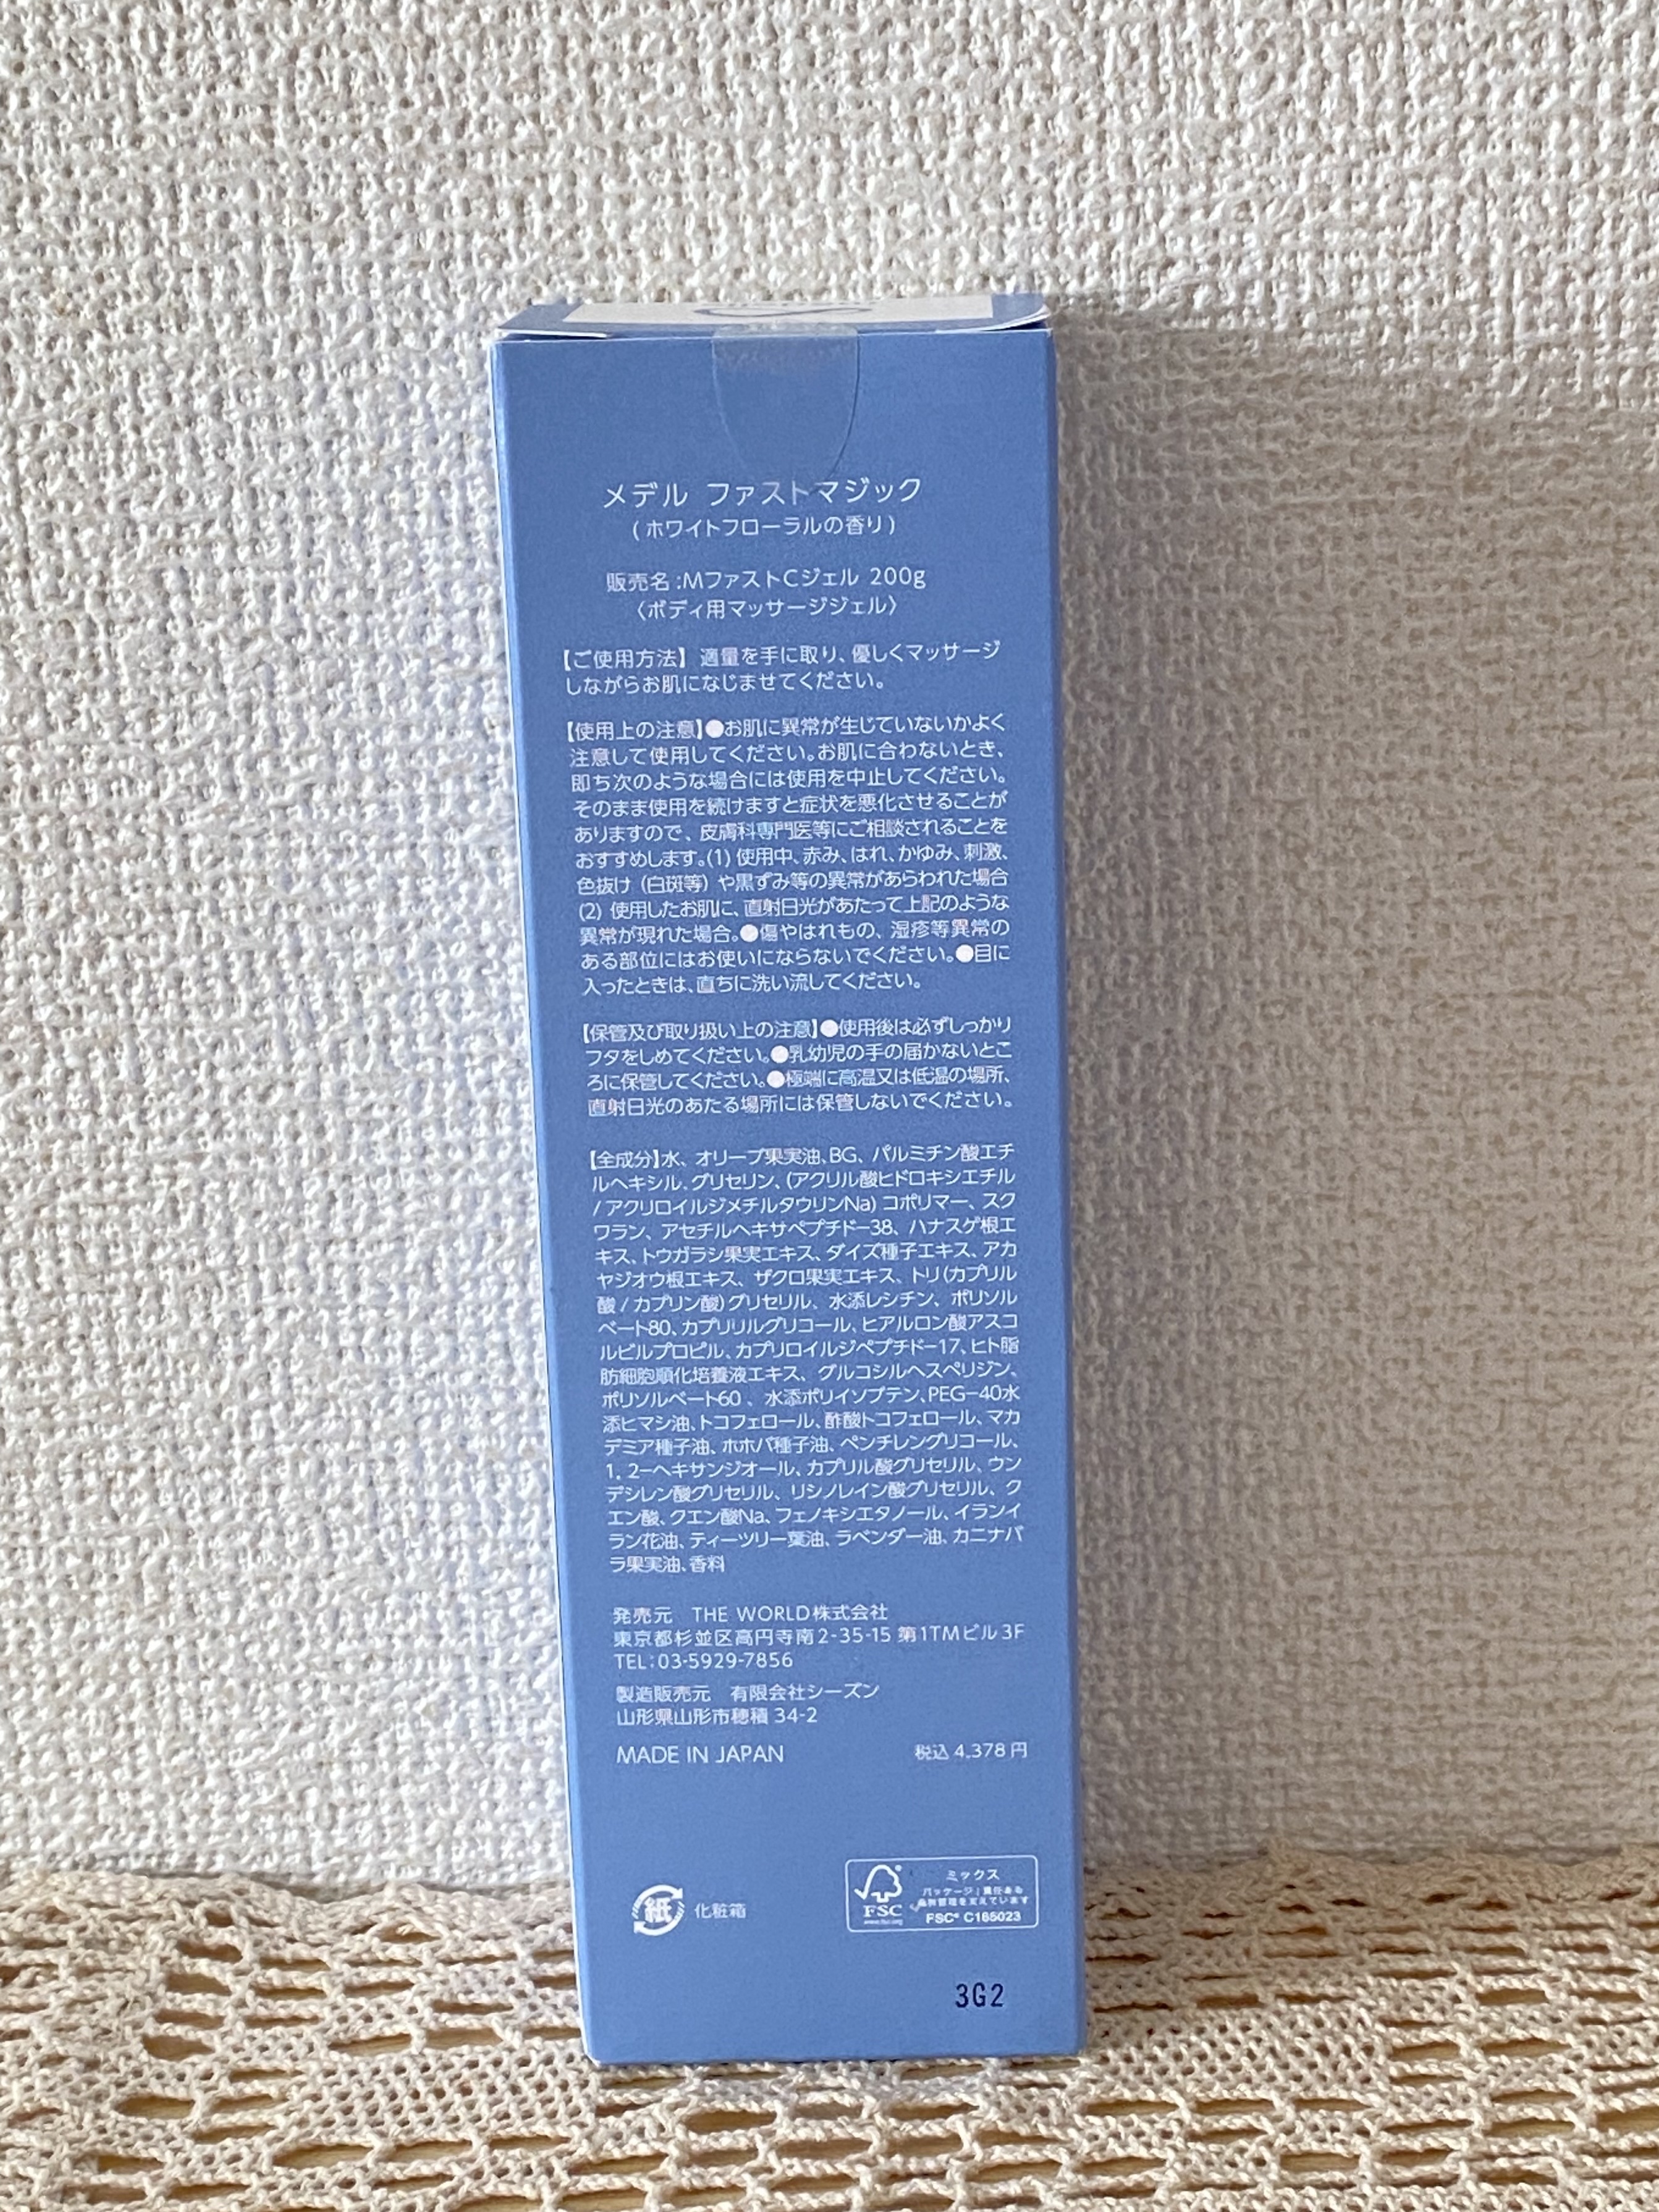 メデル ファストマジック
(ホワイトフローラルの香り)
販売名:MファストCジェル 200g
〈ボディ用マッサージジェル〉
【ご使用方法】適量を手に取り、優しくマッサージ
しながらお肌になじませてください。
【使用上の注意】●お肌に異常が生じていないかよく
注意して使用してください。お肌に合わないとき、
即ち次のような場合には使用を中止してください。
そのまま使用を続けますと症状を悪化させることが
ありますので、皮膚科専門医等にご相談されることを
おすすめします。(1) 使用中、赤み、はれ、かゆみ、刺激、
色抜け (白斑等) や黒ずみ等の異常があらわれた場合
(2) 使用したお肌に、直射日光があたって上記のような
異常が現れた場合。●傷やはれもの、湿疹等異常の
ある部位にはお使いにならないでください。●目に
入ったときは、直ちに洗い流してください。
【保管及び取り扱い上の注意】●使用後は必ずしっかり
フタをしめてください。●乳幼児の手の届かないとこ
ろに保管してください。●極端に高温又は低温の場所、
直射日光のあたる場所には保管しないでください。
【全成分】水、オリーブ果実油、BG、パルミチン酸エチ
ルヘキシル、グリセリン、(アクリル酸ヒドロキシエチル
/アクリロイルジメチルタウリンNa) コポリマー、スク
ワラン、アセチルヘキサペプチド-38、ハナスゲ根エ
キス、トウガラシ果実エキス、ダイズ種子エキス、アカ
ヤジオウ根エキス、ザクロ果実エキス、トリ(カプリル
酸/カプリン酸)グリセリル、水添レシチン、ポリソル
ベート80、カプリリルグリコール、ヒアルロン酸アスコ
ルビルプロピル、カプリロイルジペプチド-17、ヒト脂
肪細胞順化培養液エキス、グルコシルヘスペリジン、
ポリソルベート60、水添ポリイソブテン、PEG-40水
添ヒマシ油、トコフェロール、酢酸トコフェロール、マカ
デミア種子油、ホホバ種子油、ペンチレングリコール、
1,2-ヘキサンジオール、カプリル酸グリセリル、ウン
デシレン酸グリセリル、リシノレイン酸グリセリル、ク
エン酸、クエン酸Na、フェノキシエタノール、イランイ
ラン花油、ティーツリー葉油、ラベンダー油、カニナバ
ラ果実油、香料
発売元 THE WORLD株式会社
東京都杉並区高円寺南2-35-15 第1TMビル3F
TEL:03-5929-7856
製造販売元 有限会社シーズン
山形県山形市穂積 34-2
MADE IN JAPAN 税込 4,378 円
紙 化粧箱
FSC
www.fsc.org
ミックス
パッケージ|責任ある
森林管理を支えています
FSC® C165023
3G2